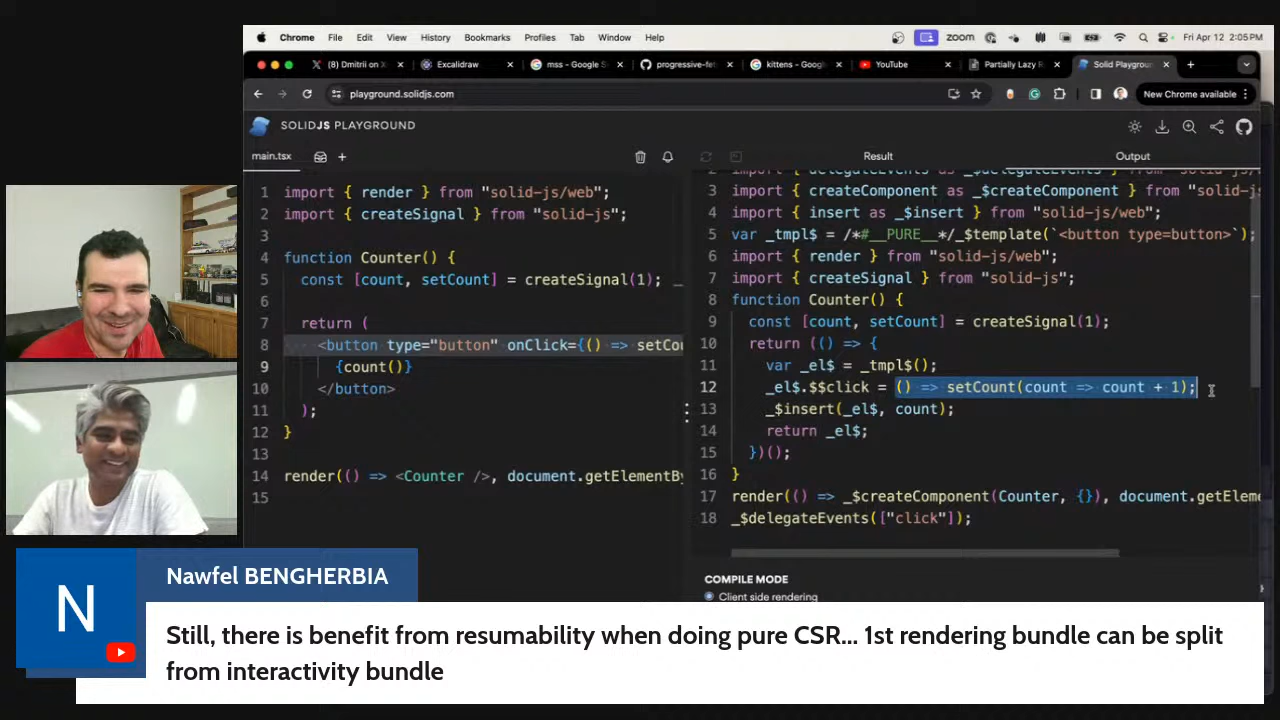 Chrome File Edit View History Bookmarks Profiles Tab Window Help zoom Fri Apr 12 2:05 PM
(8) Dmitrii on X Excalidraw mss - Google S progressive-fet kittens - Goog YouTube Partially Lazy R Solid Playgroun
playground.solidjs.com New Chrome available
SOLIDJS PLAYGROUND
main.tsx
Result Output
1 import { render } from "solid-js/web";
2 import { createSignal } from "solid-js";
3
4 function Counter() {
5 const [count, setCount] = createSignal(1);
6
7 return (
8 <button type="button" onClick={() => setCou
9 {count()}
10 </button>
11 );
12 }
13
14 render(() => <Counter />, document.getElementBy
15
2 import { delegateEvents as _$delegateEvents } from "solid-j
3 import { createComponent as _$createComponent } from "solid-js
4 import { insert as _$insert } from "solid-js/web";
5 var _tmpl$ = /*#__PURE__*/_$template(`<button type=button>`);
6 import { render } from "solid-js/web";
7 import { createSignal } from "solid-js";
8 function Counter() {
9 const [count, setCount] = createSignal(1);
10 return (() => {
11 var _el$ = _tmpl$();
12 _el$.$$click = () => setCount(count => count + 1);
13 _$insert(_el$, count);
14 return _el$;
15 })();
16 }
17 render(() => _$createComponent(Counter, {}), document.getEleme
18 _$delegateEvents(["click"]);
COMPILE MODE
Client side rendering
N
Nawfel BENGHERBIA
Still, there is benefit from resumability when doing pure CSR... 1st rendering bundle can be split
from interactivity bundle